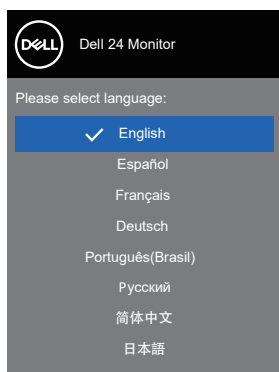 DELL
Dell 24 Monitor
Please select language:
English
Español
Français
Deutsch
Português(Brasil)
Русский
简体中文
日本語